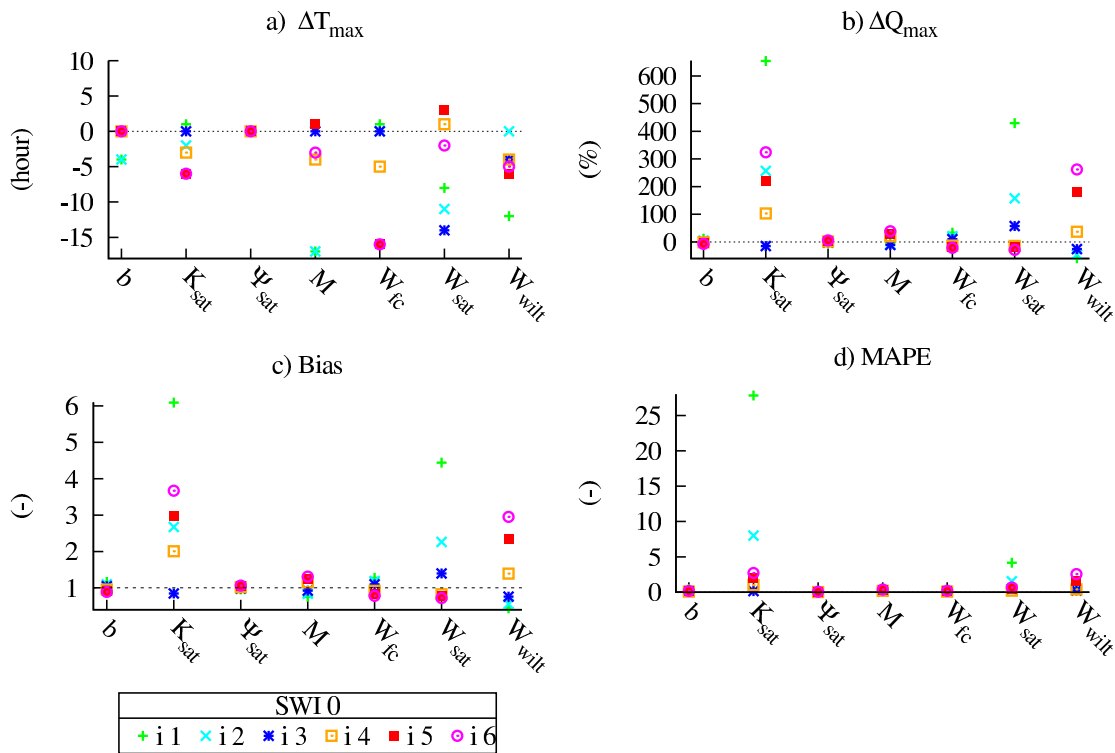 a) ΔTmax
b) ΔQmax
(hour)
10
5
0
-5
-10
-15
b
Ksat
Ψsat
M
Wfc
Wsat
Wwilt
(%)
600
500
400
300
200
100
0
b
Ksat
Ψsat
M
Wfc
Wsat
Wwilt
c) Bias
d) MAPE
(-)
6
5
4
3
2
1
b
Ksat
Ψsat
M
Wfc
Wsat
Wwilt
(-)
25
20
15
10
5
0
b
Ksat
Ψsat
M
Wfc
Wsat
Wwilt
SWI 0
i 1 i 2 i 3 i 4 i 5 i 6